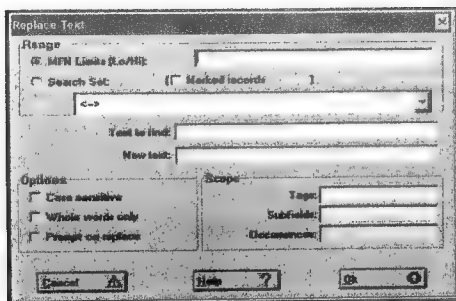 Replace Text
Range
MFN Limits (Lo/Hi):
Search Set: [ Marked records ]
<-->
Text to find:
New text:
Options
Case sensitive
Whole words only
Prompt on replace
Scope
Tags:
Subfields:
Occurrences:
Cancel
Help ?
Ok